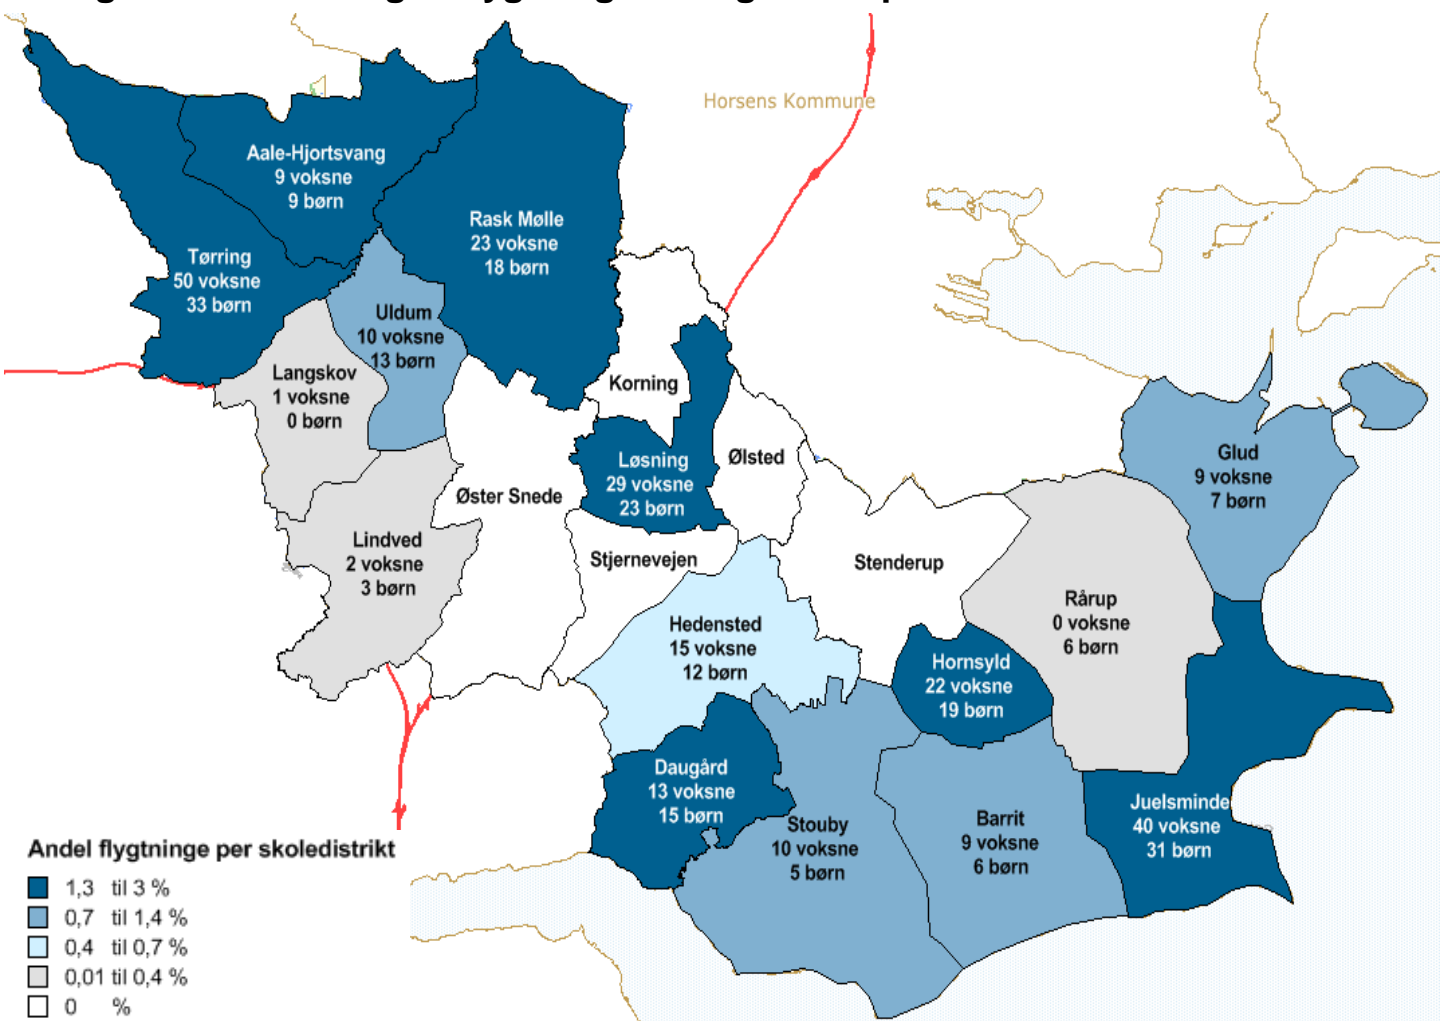 Horsens Kommune
Aale-Hjortsvang
9 voksne
9 børn
Rask Mølle
23 voksne
18 børn
Tørring
50 voksne
33 børn
Uldum
10 voksne
13 børn
Langskov
1 voksne
0 børn
Korning
Løsning
29 voksne
23 børn
Ølsted
Glud
9 voksne
7 børn
Øster Snede
Lindved
2 voksne
3 børn
Stjernevejen
Stenderup
Rårup
0 voksne
6 børn
Hedensted
15 voksne
12 børn
Hornsyld
22 voksne
19 børn
Daugård
13 voksne
15 børn
Stouby
10 voksne
5 børn
Barrit
9 voksne
6 børn
Juelsminde
40 voksne
31 børn
Andel flygtninge per skoledistrikt
1,3 til 3 %
0,7 til 1,4 %
0,4 til 0,7 %
0,01 til 0,4 %
0 %